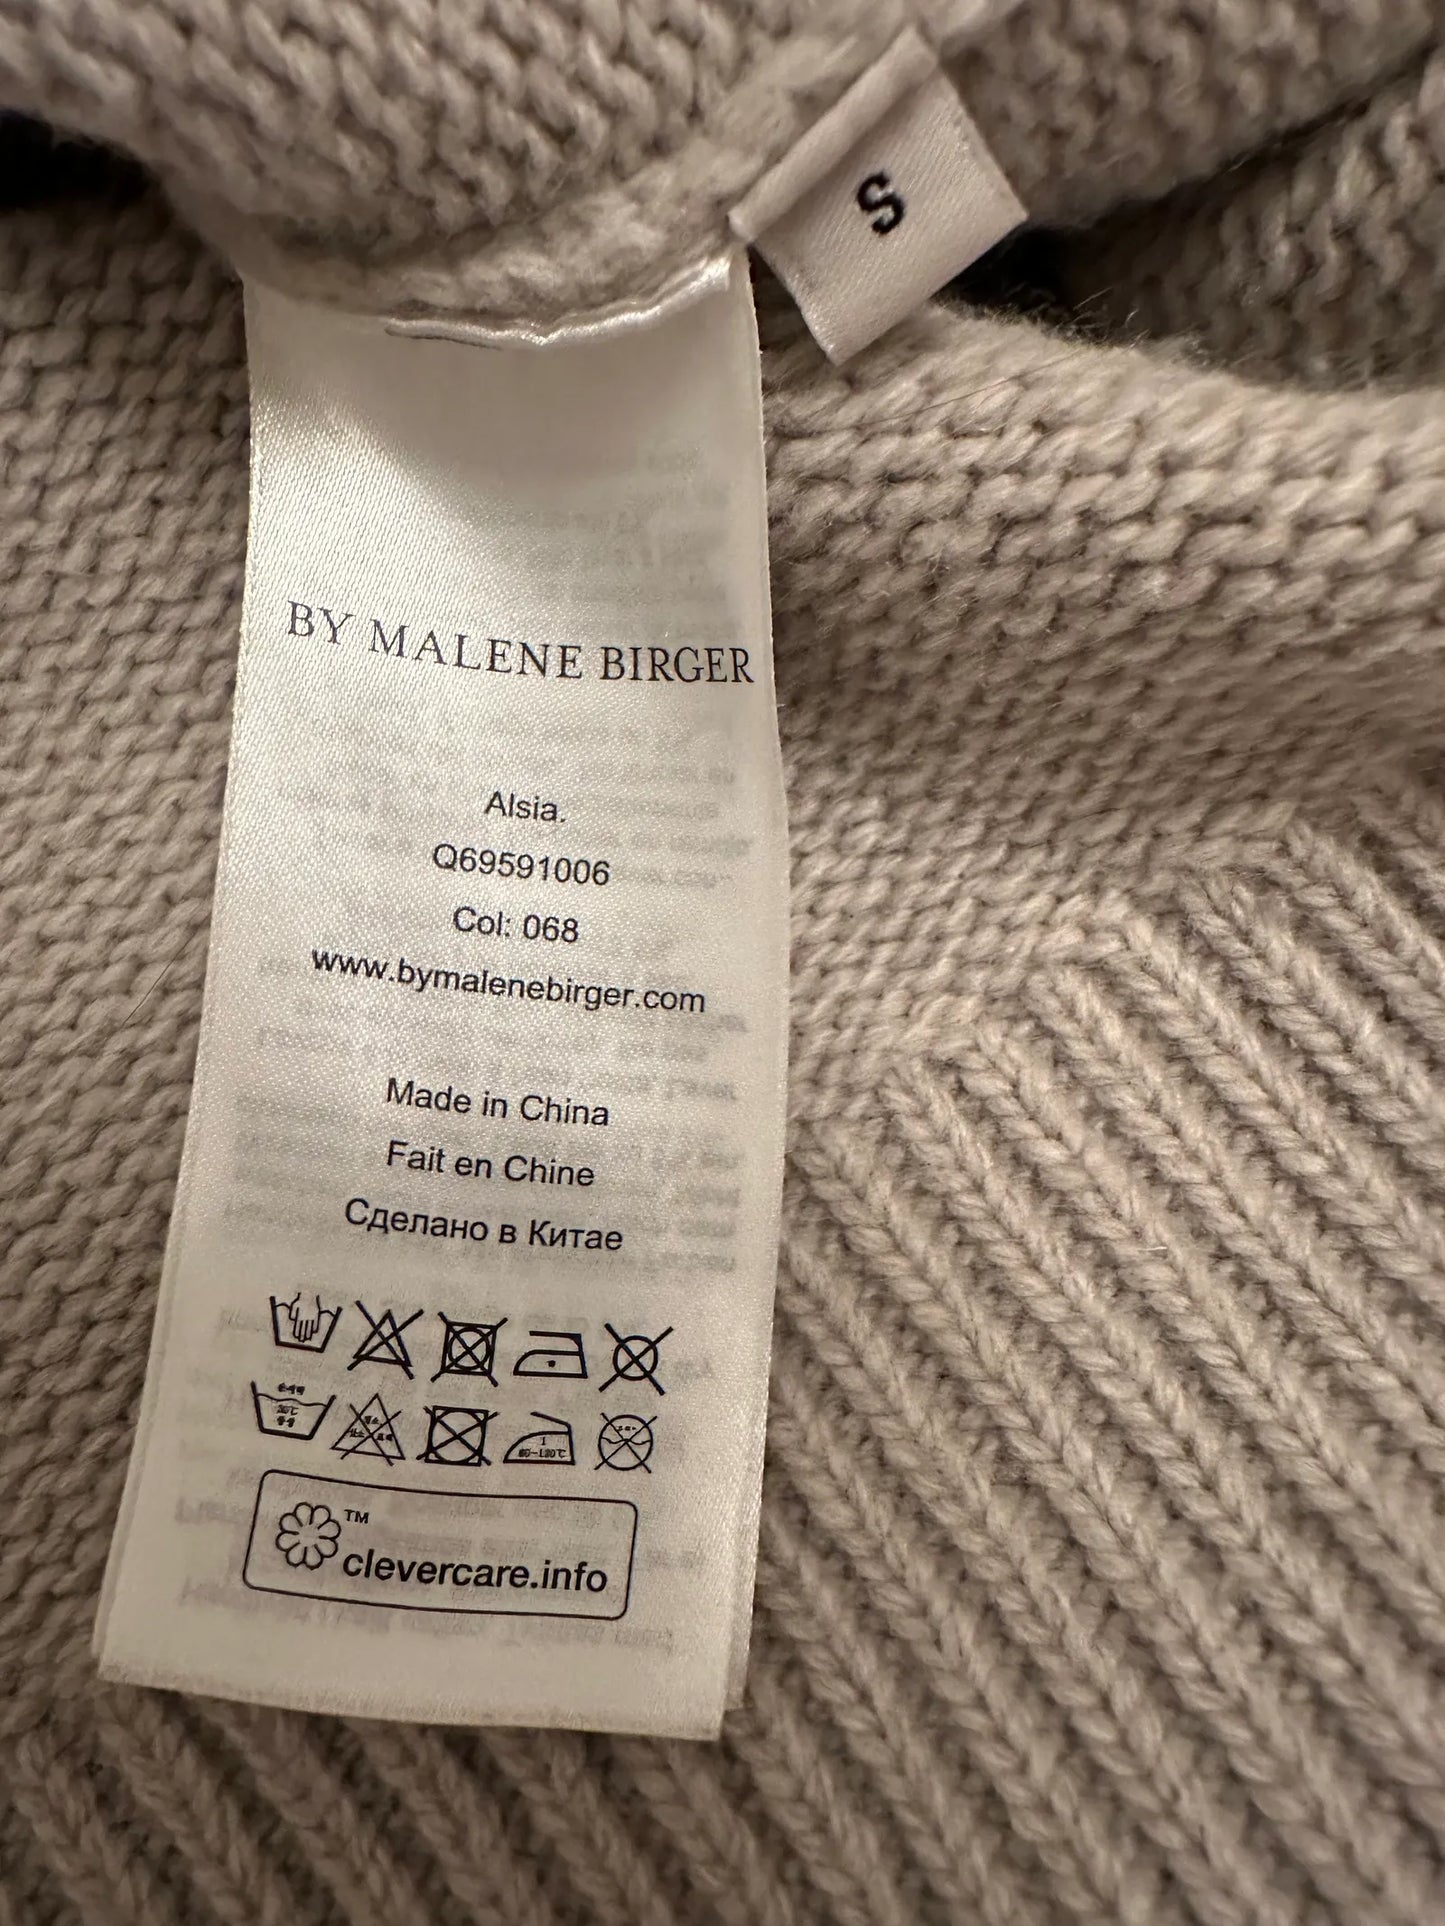 S
BY MALENE BIRGER
Alsia.
Q69591006
Col: 068
www.bymalenebirger.com
Made in China
Fait en Chine
Сделано в Китае
™
clevercare.info